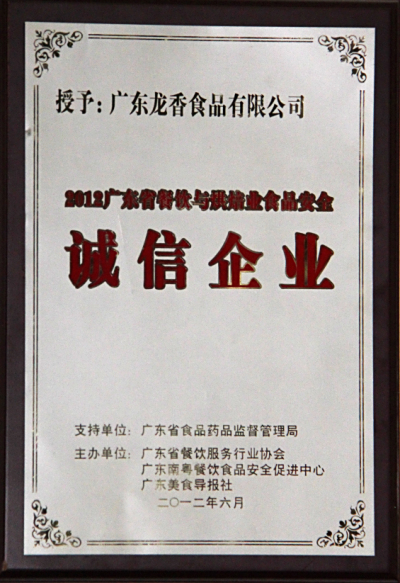 授予：广东龙香食品有限公司
2012广东省餐饮与烘焙业食品安全
诚信企业
支持单位：广东省食品药品监督管理局
主办单位：广东省餐饮服务行业协会
广东南粤餐饮食品安全促进中心
广东美食导报社
二〇一二年六月